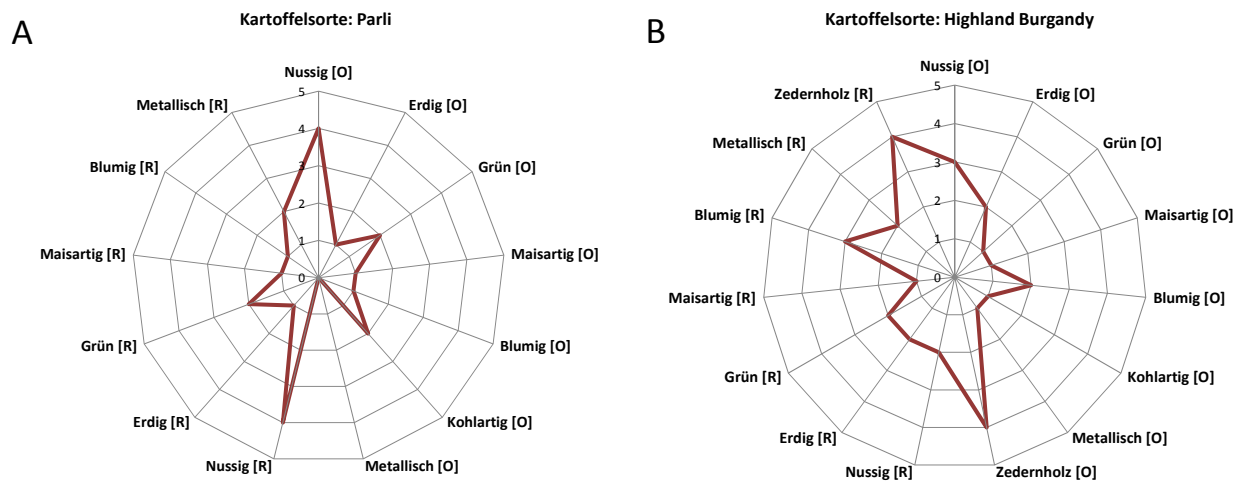 A
Kartoffelsorte: Parli
Nussig [O]
Erdig [O]
Grün [O]
Maisartig [O]
Blumig [O]
Kohlartig [O]
Metallisch [O]
Nussig [R]
Erdig [R]
Grün [R]
Maisartig [R]
Blumig [R]
Metallisch [R]
5
4
3
2
1
0
B
Kartoffelsorte: Highland Burgandy
Nussig [O]
Erdig [O]
Grün [O]
Maisartig [O]
Blumig [O]
Kohlartig [O]
Metallisch [O]
Zedernholz [O]
Nussig [R]
Erdig [R]
Grün [R]
Maisartig [R]
Blumig [R]
Metallisch [R]
Zedernholz [R]
5
4
3
2
1
0